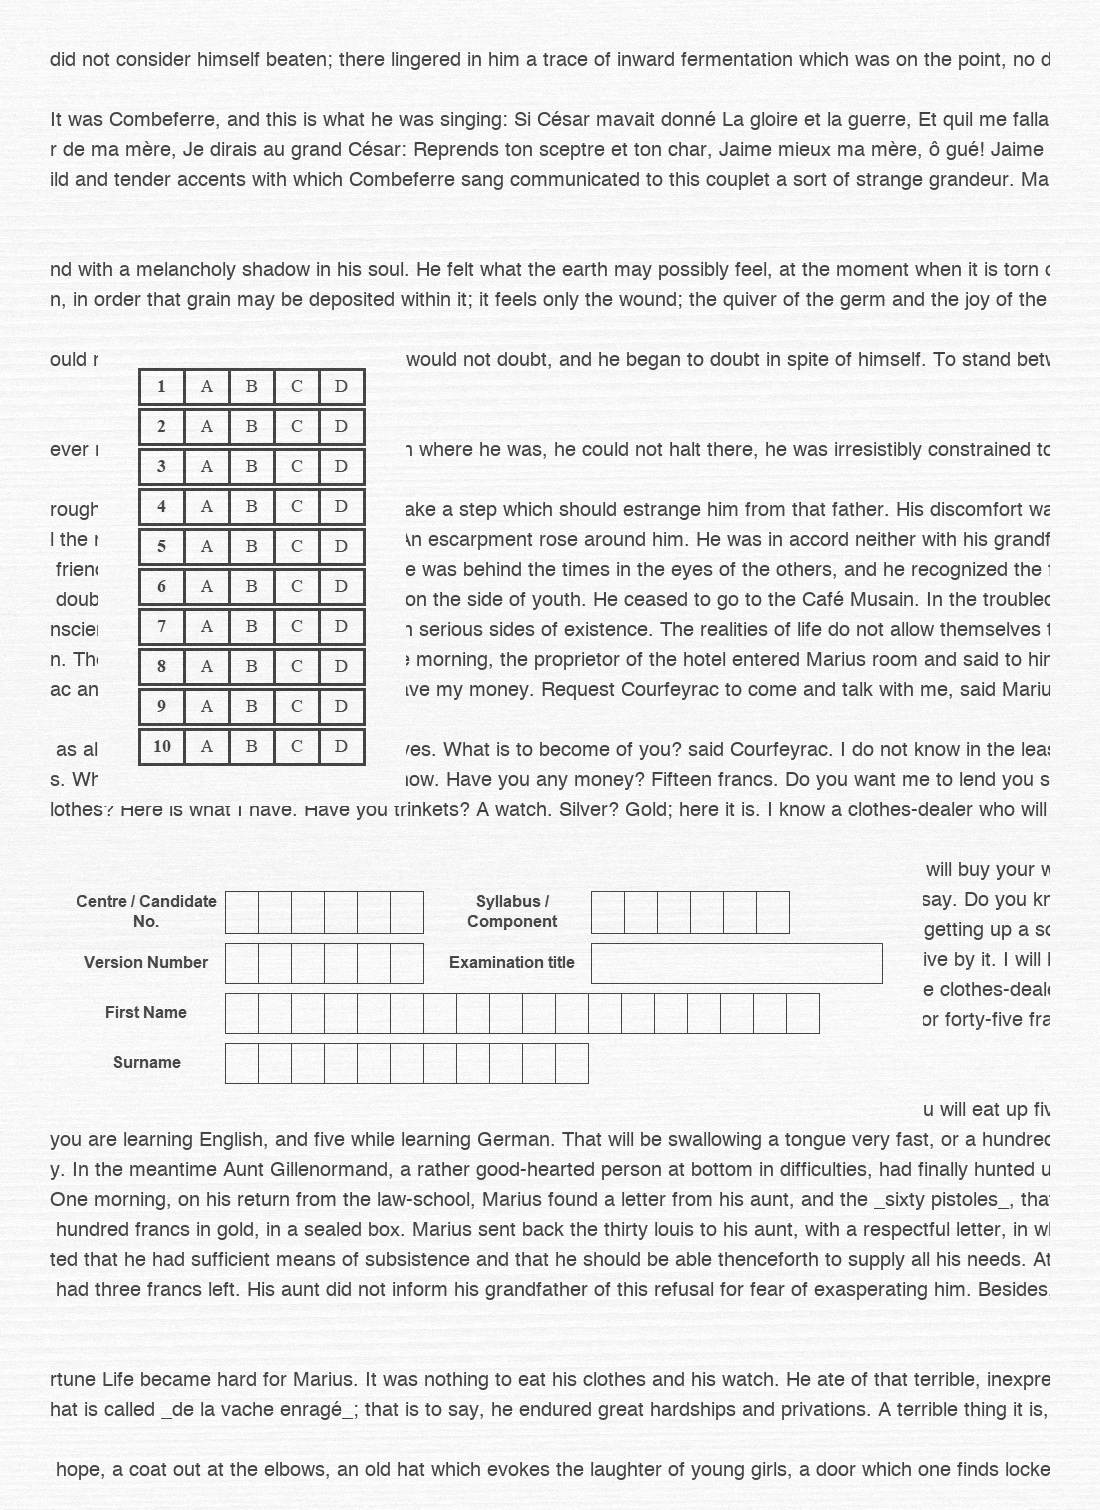 did not consider himself beaten; there lingered in him a trace of inward fermentation which was on the point, no
It was Combeferre, and this is what he was singing: Si César mavait donné La gloire et la guerre, Et quil me falla
r de ma mère, Je dirais au grand César: Reprends ton sceptre et ton char, Jaime mieux ma mère, ô gué! Jaime
ild and tender accents with which Combeferre sang communicated to this couplet a sort of strange grandeur. Ma
nd with a melancholy shadow in his soul. He felt what the earth may possibly feel, at the moment when it is torn
n, in order that grain may be deposited within it; it feels only the wound; the quiver of the germ and the joy of the
ould would not doubt, and he began to doubt in spite of himself. To stand
1 A B C D
2 A B C D
ever where he was, he could not halt there, he was irresistibly constrained to
3 A B C D
4 A B C D
rough ake a step which should estrange him from that father. His discomfort wa
l the An escarpment rose around him. He was in accord neither with his grandf
5 A B C D
friend e was behind the times in the eyes of the others, and he recognized the
6 A B C D
doub on the side of youth. He ceased to go to the Café Musain. In the troubled
7 A B C D
nscien serious sides of existence. The realities of life do not allow themselves
n. The morning, the proprietor of the hotel entered Marius room and said to him
8 A B C D
ac an ave my money. Request Courfeyrac to come and talk with me, said Mariu
9 A B C D
10 A B C D
as al yes. What is to become of you? said Courfeyrac. I do not know in the leas
s. Wh now. Have you any money? Fifteen francs. Do you want me to lend you s
lothes? Here is what I have. Have you trinkets? A watch. Silver? Gold; here it is. I know a clothes-dealer who will
will buy your
Centre / Candidate No. Syllabus / Component
say. Do you kn
getting up a
Version Number Examination title
ive by it. I will
e clothes-deale
First Name
or forty-five fra
Surname
u will eat up fiv
you are learning English, and five while learning German. That will be swallowing a tongue very fast, or a hundred
y. In the meantime Aunt Gillenormand, a rather good-hearted person at bottom in difficulties, had finally hunted u
One morning, on his return from the law-school, Marius found a letter from his aunt, and the _sixty pistoles_, that
hundred francs in gold, in a sealed box. Marius sent back the thirty louis to his aunt, with a respectful letter, in
ted that he had sufficient means of subsistence and that he should be able thenceforth to supply all his needs. At
had three francs left. His aunt did not inform his grandfather of this refusal for fear of exasperating him. Besides
rtune Life became hard for Marius. It was nothing to eat his clothes and his watch. He ate of that terrible, inexpre
hat is called _de la vache enragé_; that is to say, he endured great hardships and privations. A terrible thing it is,
hope, a coat out at the elbows, an old hat which evokes the laughter of young girls, a door which one finds locke